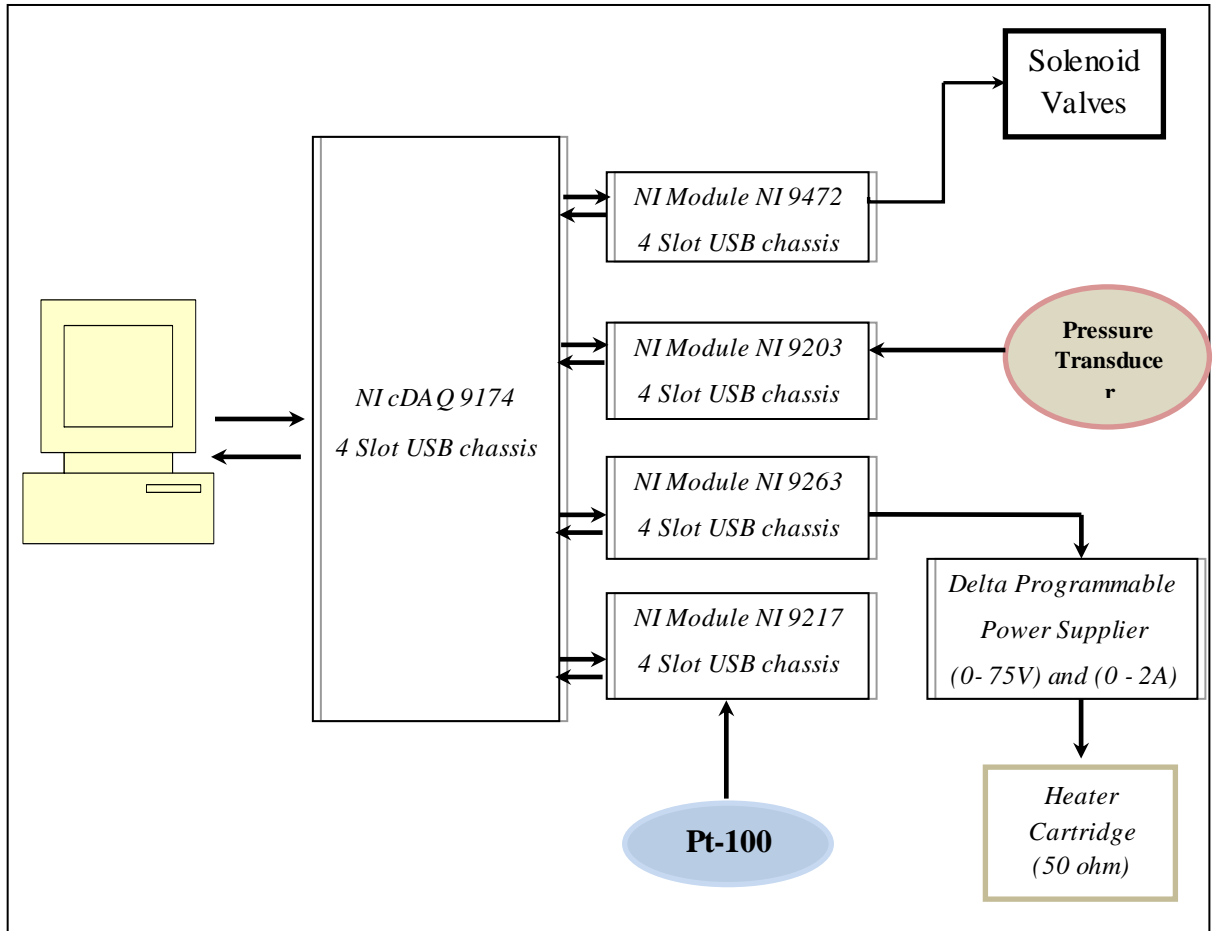 Solenoid
Valves
NI Module NI 9472
4 Slot USB chassis
NI Module NI 9203
4 Slot USB chassis
Pressure
Transduce
r
NI cDAQ 9174
4 Slot USB chassis
NI Module NI 9263
4 Slot USB chassis
NI Module NI 9217
4 Slot USB chassis
Delta Programmable
Power Supplier
(0- 75V) and (0 - 2A)
Pt-100
Heater
Cartridge
(50 ohm)